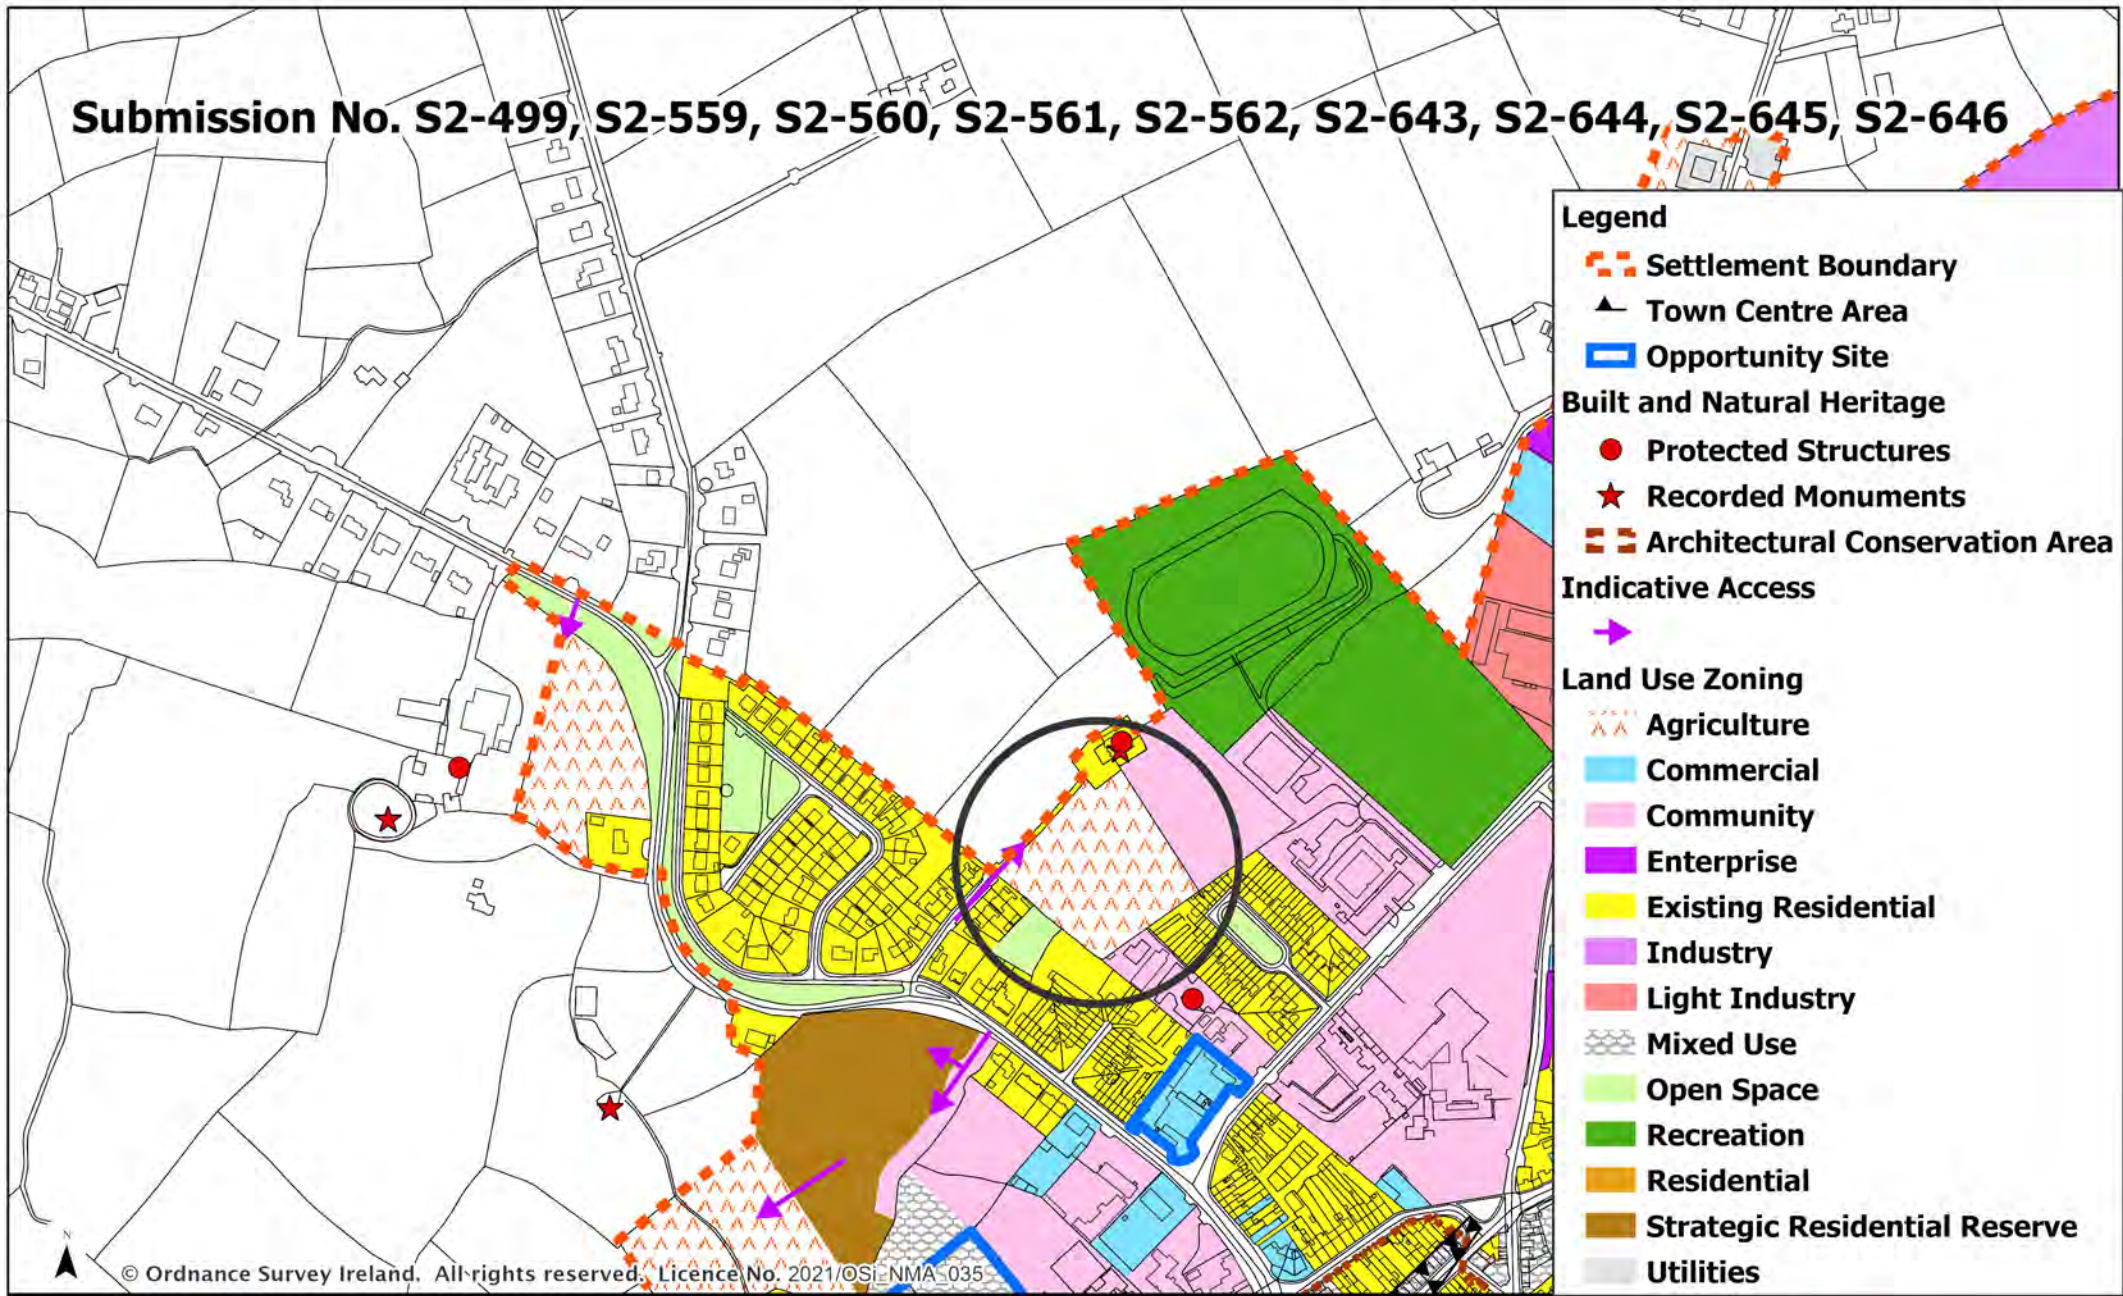 Submission No. S2-499, S2-559, S2-560, S2-561, S2-562, S2-643, S2-644, S2-645, S2-646
Legend
Settlement Boundary
Town Centre Area
Opportunity Site
Built and Natural Heritage
Protected Structures
Recorded Monuments
Architectural Conservation Area
Indicative Access
Land Use Zoning
Agriculture
Commercial
Community
Enterprise
Existing Residential
Industry
Light Industry
Mixed Use
Open Space
Recreation
Residential
Strategic Residential Reserve
Utilities
N
© Ordnance Survey Ireland. All rights reserved. Licence No. 2021/OSi_NMA_035